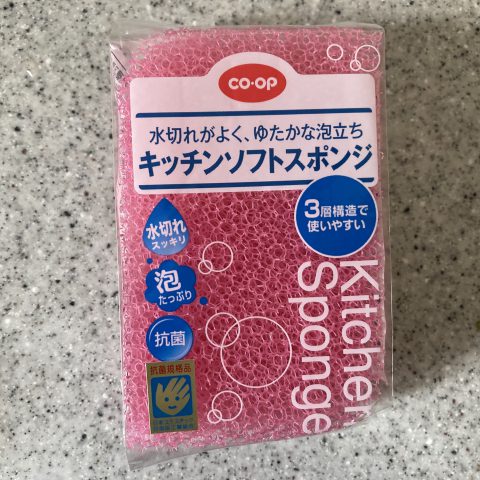 co·op
水切れがよく、ゆたかな泡立ち
キッチンソフトスポンジ
3層構造で
使いやすい
水切れ
スッキリ
泡
たっぷり
抗菌
抗菌規格品
Kitchen
Sponge